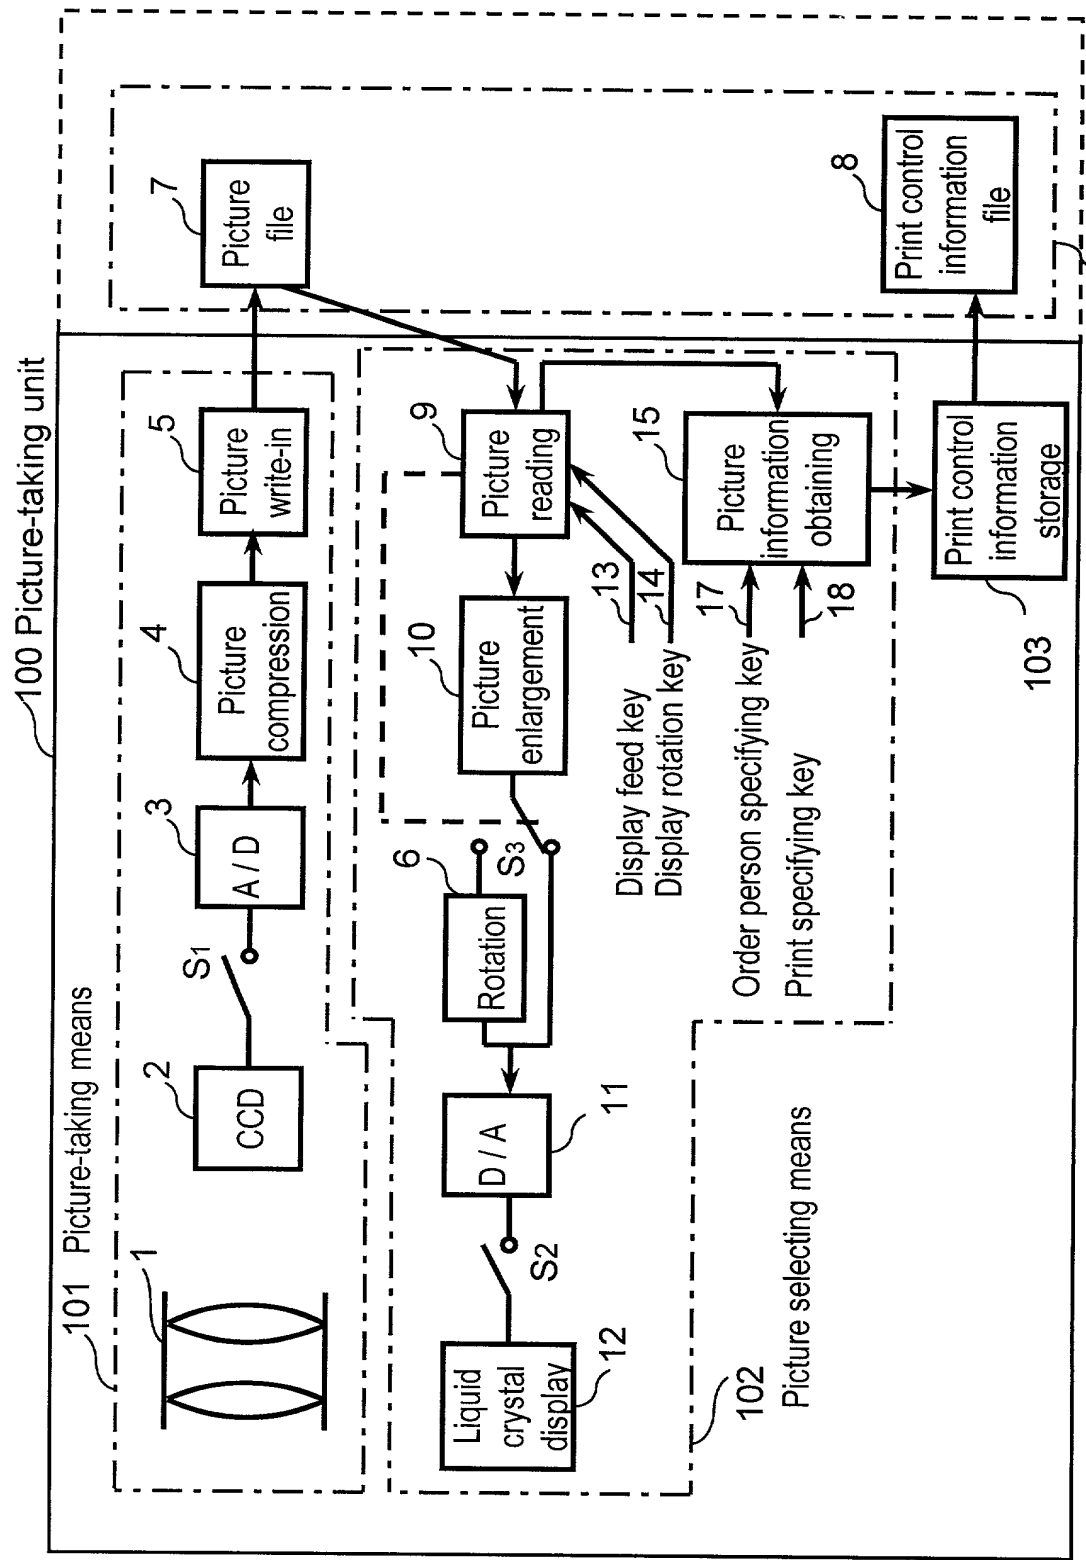 100 Picture-taking unit
101 Picture-taking means
1
2
CCD
S1
3
A / D
4
Picture
compression
5
Picture
write-in
7
Picture
file
12
Liquid
crystal
display
S2
11
D / A
6
Rotation
S3
10
Picture
enlargement
9
Picture
reading
Display feed key
13
Display rotation key
14
15
Picture
information
obtaining
Order person specifying key
17
Print specifying key
18
102
Picture selecting means
103
Print control
information
storage
8
Print control
information
file